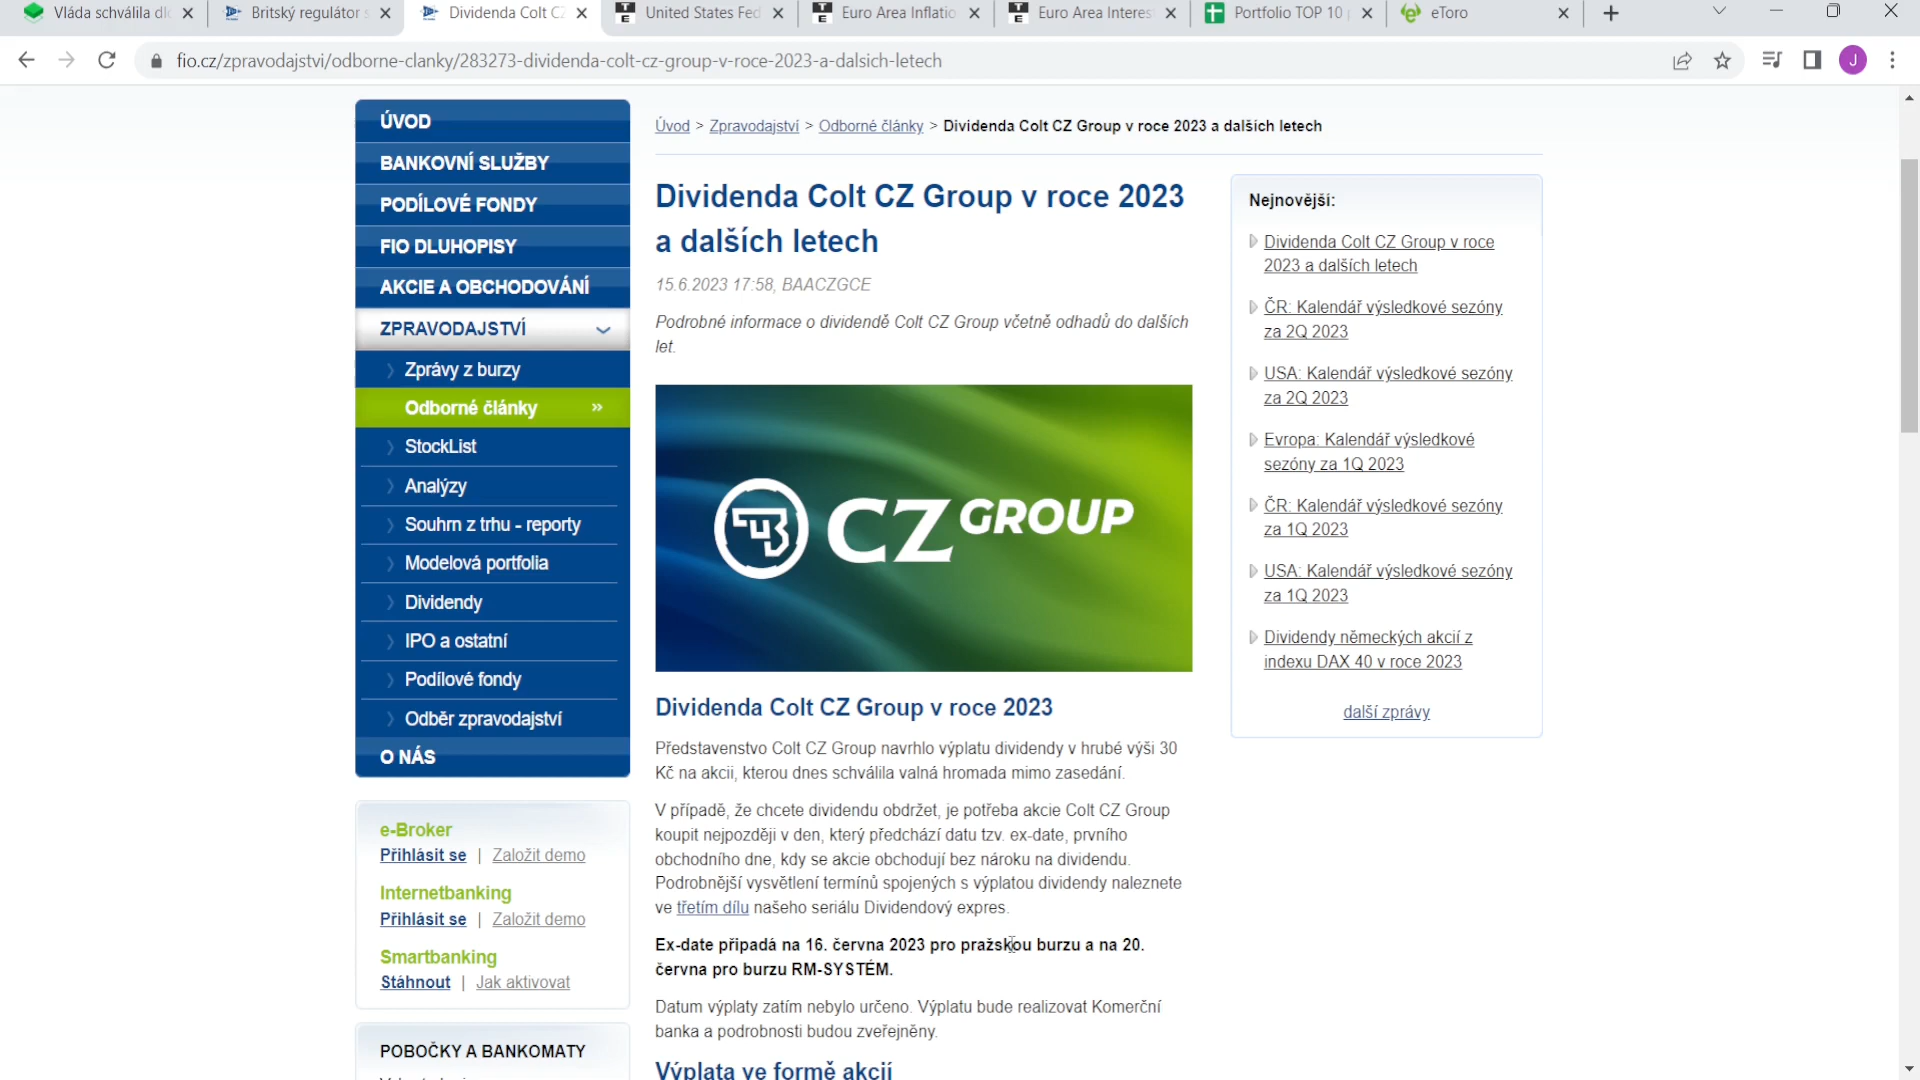 Vláda schválila dl
Britský regulátor s
Dividenda Colt C
United States Fed
Euro Area Inflatio
Euro Area Interes
Portfolio TOP 10
eToro
fio.cz/zpravodajstvi/odborne-clanky/283273-dividenda-colt-cz-group-v-roce-2023-a-dalsich-letech
J
ÚVOD
BANKOVNÍ SLUŽBY
PODÍLOVÉ FONDY
FIO DLUHOPISY
AKCIE A OBCHODOVÁNÍ
ZPRAVODAJSTVÍ
Zprávy z burzy
Odborné články »
StockList
Analýzy
Souhrn z trhu - reporty
Modelová portfolia
Dividendy
IPO a ostatní
Podílové fondy
Odběr zpravodajství
O NÁS
e-Broker
Přihlásit se | Založit demo
Internetbanking
Přihlásit se | Založit demo
Smartbanking
Stáhnout | Jak aktivovat
POBOČKY A BANKOMATY
Úvod > Zpravodajství > Odborné články > Dividenda Colt CZ Group v roce 2023 a dalších letech
Dividenda Colt CZ Group v roce 2023
a dalších letech
15.6.2023 17:58, BAACZGCE
Podrobné informace o dividendě Colt CZ Group včetně odhadů do dalších
let.
CZ GROUP
Dividenda Colt CZ Group v roce 2023
Představenstvo Colt CZ Group navrhlo výplatu dividendy v hrubé výši 30
Kč na akcii, kterou dnes schválila valná hromada mimo zasedání.
V případě, že chcete dividendu obdržet, je potřeba akcie Colt CZ Group
koupit nejpozději v den, který předchází datu tzv. ex-date, prvního
obchodního dne, kdy se akcie obchodují bez nároku na dividendu.
Podrobnější vysvětlení termínů spojených s výplatou dividendy naleznete
ve třetím dílu našeho seriálu Dividendový expres.
Ex-date připadá na 16. června 2023 pro pražskou burzu a na 20.
června pro burzu RM-SYSTÉM.
Datum výplaty zatím nebylo určeno. Výplatu bude realizovat Komerční
banka a podrobnosti budou zveřejněny.
Výplata ve formě akcií
Nejnovější:
Dividenda Colt CZ Group v roce
2023 a dalších letech
ČR: Kalendář výsledkové sezóny
za 2Q 2023
USA: Kalendář výsledkové sezóny
za 2Q 2023
Evropa: Kalendář výsledkové
sezóny za 1Q 2023
ČR: Kalendář výsledkové sezóny
za 1Q 2023
USA: Kalendář výsledkové sezóny
za 1Q 2023
Dividendy německých akcií z
indexu DAX 40 v roce 2023
další zprávy